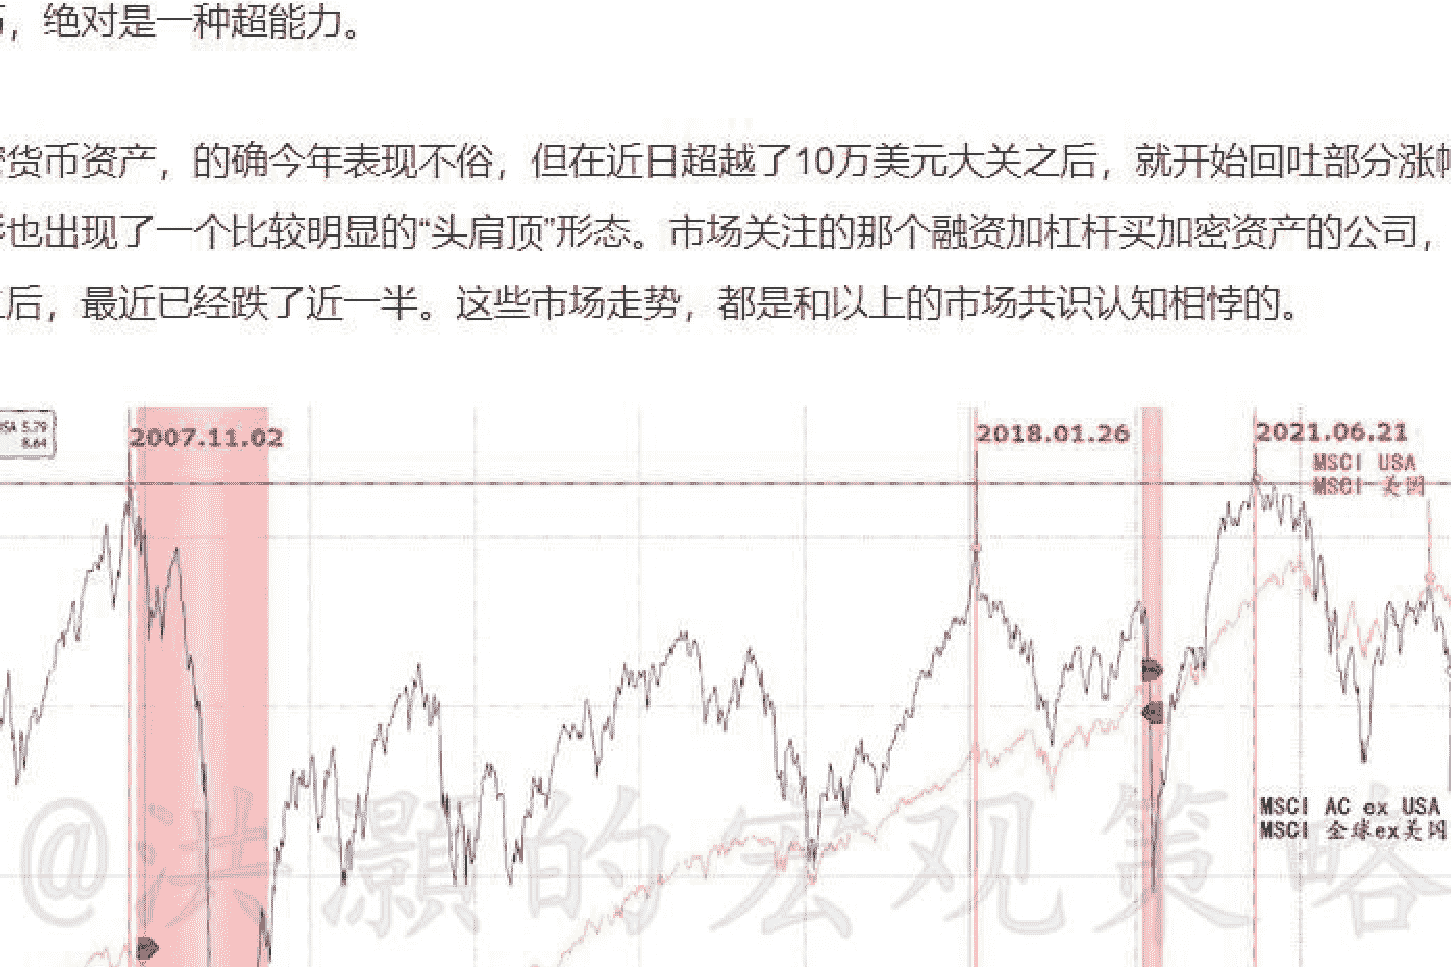 ，绝对是一种超能力。
货币资产，的确今年表现不俗，但在近日超越了10万美元大关之后，就开始回吐部分涨
也出现了一个比较明显的“头肩顶”形态。市场关注的那个融资加杠杆买加密资产的公司，
后，最近已经跌了近一半。这些市场走势，都是和以上的市场共识认知相悖的。
SA 5.79
8.64
2007.11.02
2018.01.26
2021.06.21
MSCI USA
MSCI 美国
MSCI AC ex USA
MSCI 全球ex美国
@洪灝的宏观策略